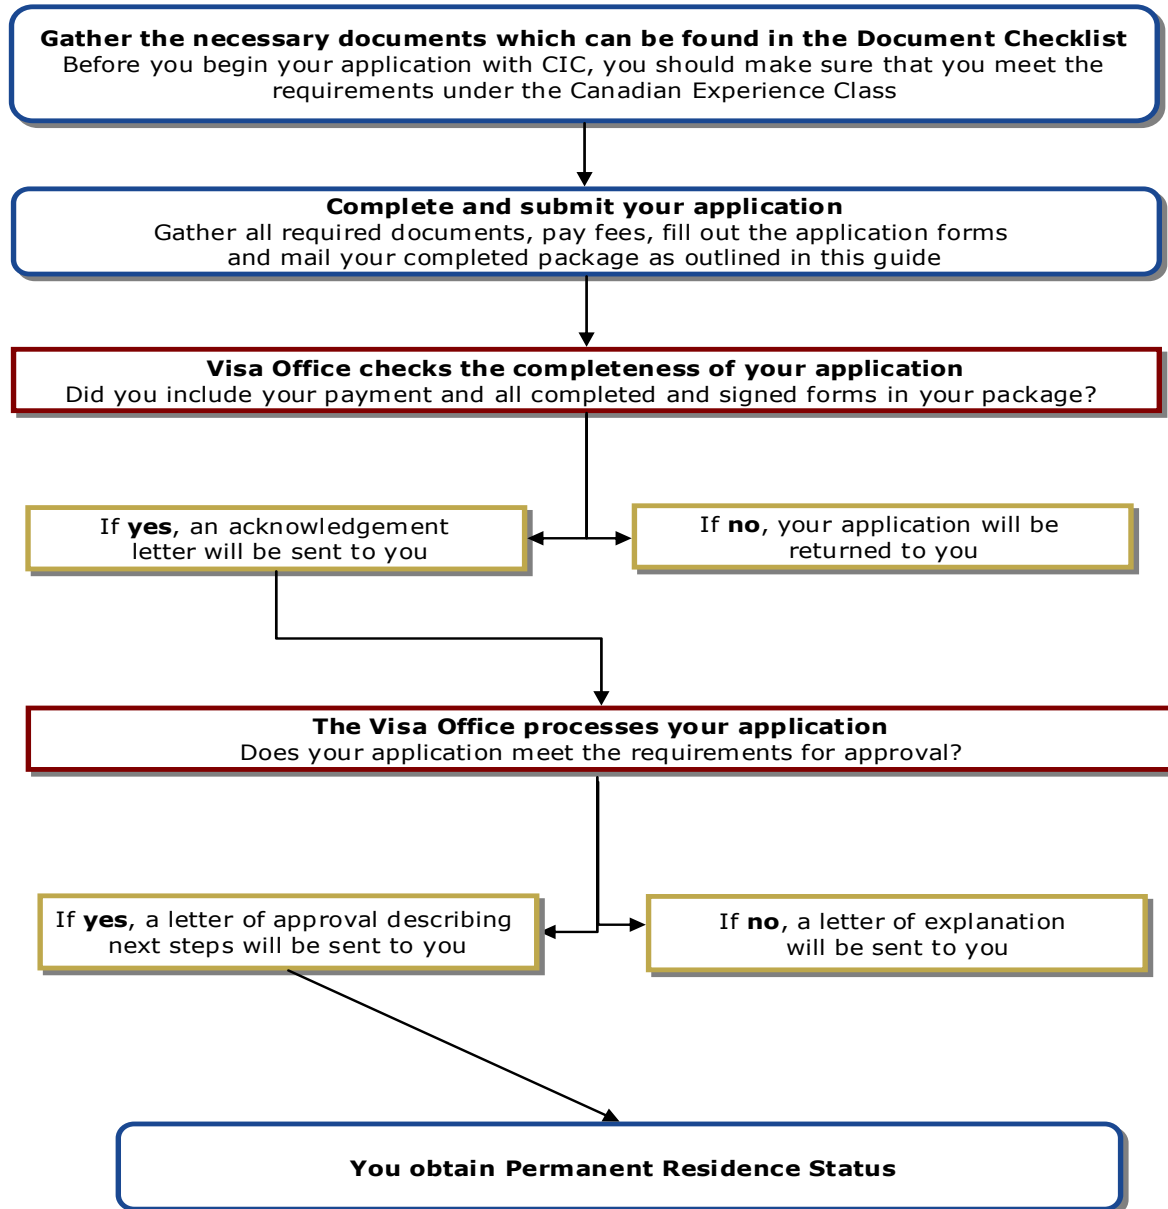 Gather the necessary documents which can be found in the Document Checklist
Before you begin your application with CIC, you should make sure that you meet the
requirements under the Canadian Experience Class
Complete and submit your application
Gather all required documents, pay fees, fill out the application forms
and mail your completed package as outlined in this guide
Visa Office checks the completeness of your application
Did you include your payment and all completed and signed forms in your package?
If yes, an acknowledgement
letter will be sent to you
If no, your application will be
returned to you
The Visa Office processes your application
Does your application meet the requirements for approval?
If yes, a letter of approval describing
next steps will be sent to you
If no, a letter of explanation
will be sent to you
You obtain Permanent Residence Status